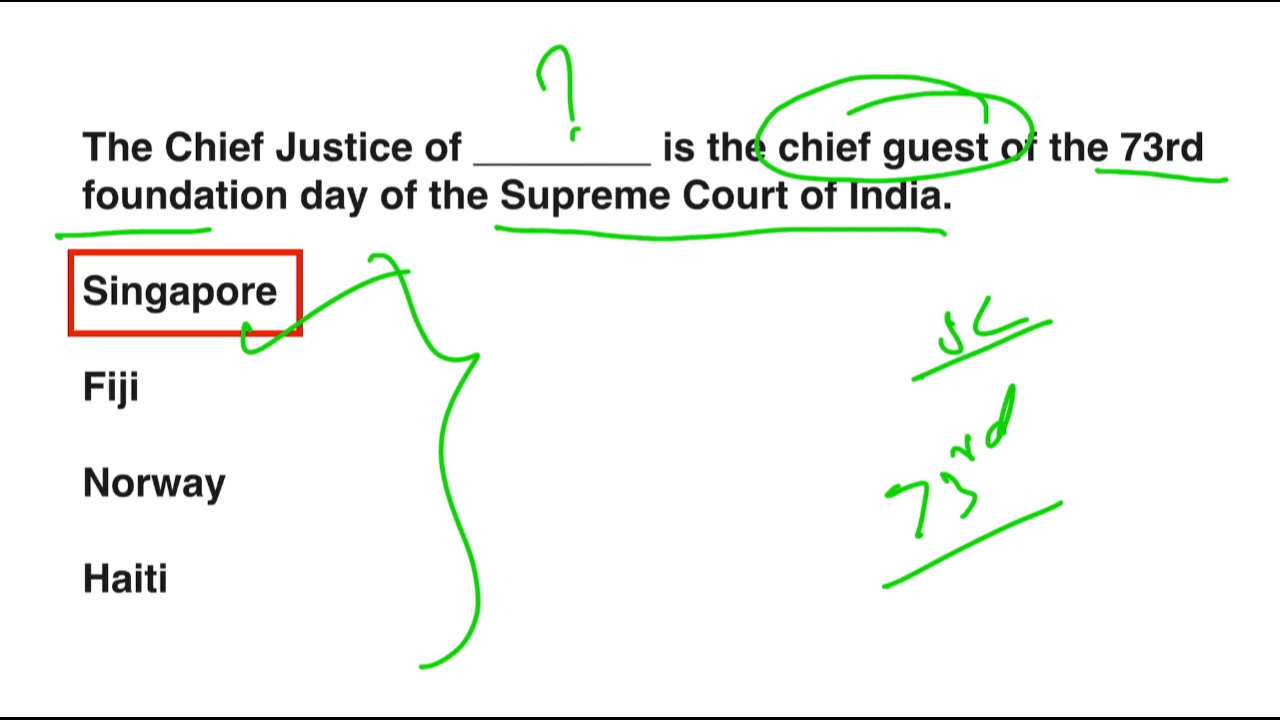 ?
The Chief Justice of ________ is the chief guest of the 73rd
foundation day of the Supreme Court of India.
Singapore
SC
Fiji
73rd
Norway
Haiti